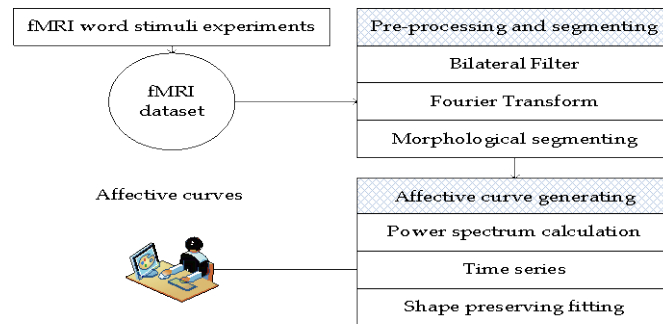 fMRI word stimuli experiments
fMRI
dataset
Pre-processing and segmenting
Bilateral Filter
Fourier Transform
Morphological segmenting
Affective curve generating
Power spectrum calculation
Time series
Shape preserving fitting
Affective curves